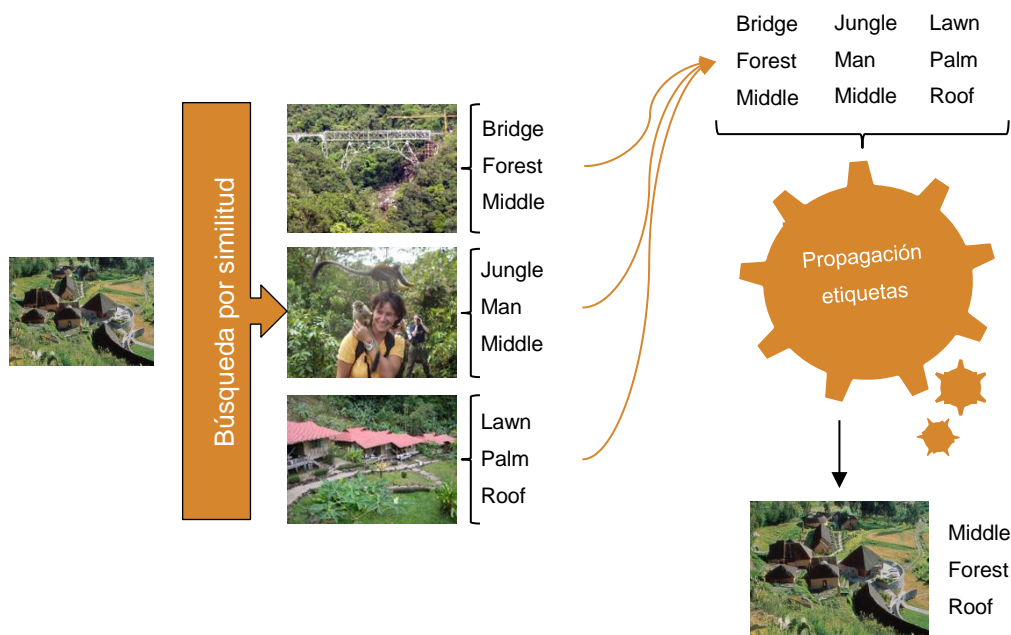 Búsqueda por similitud
Bridge
Forest
Middle
Jungle
Man
Middle
Lawn
Palm
Roof
Bridge Jungle Lawn
Forest Man Palm
Middle Middle Roof
Propagación
etiquetas
Middle
Forest
Roof